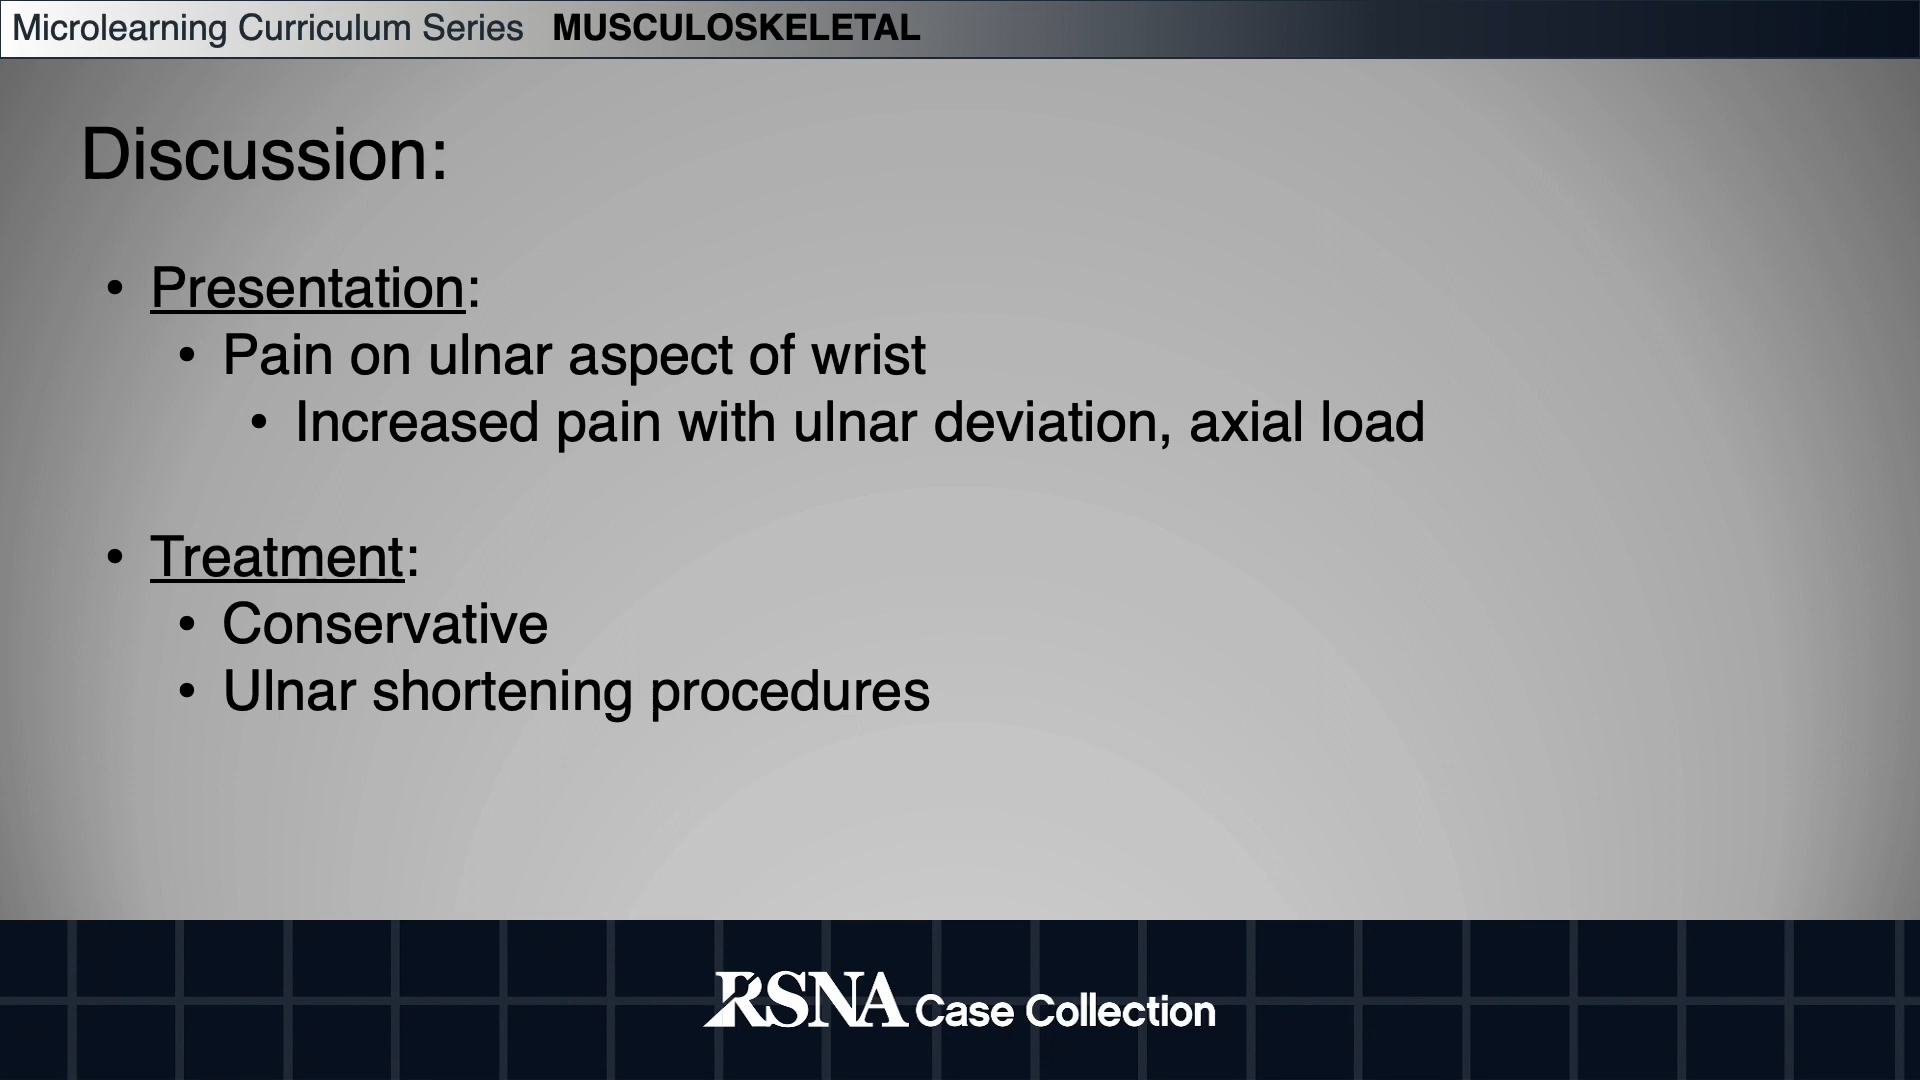 Microlearning Curriculum Series MUSCULOSKELETAL
Discussion:
• Presentation:
• Pain on ulnar aspect of wrist
• Increased pain with ulnar deviation, axial load
• Treatment:
• Conservative
• Ulnar shortening procedures
RSNA Case Collection